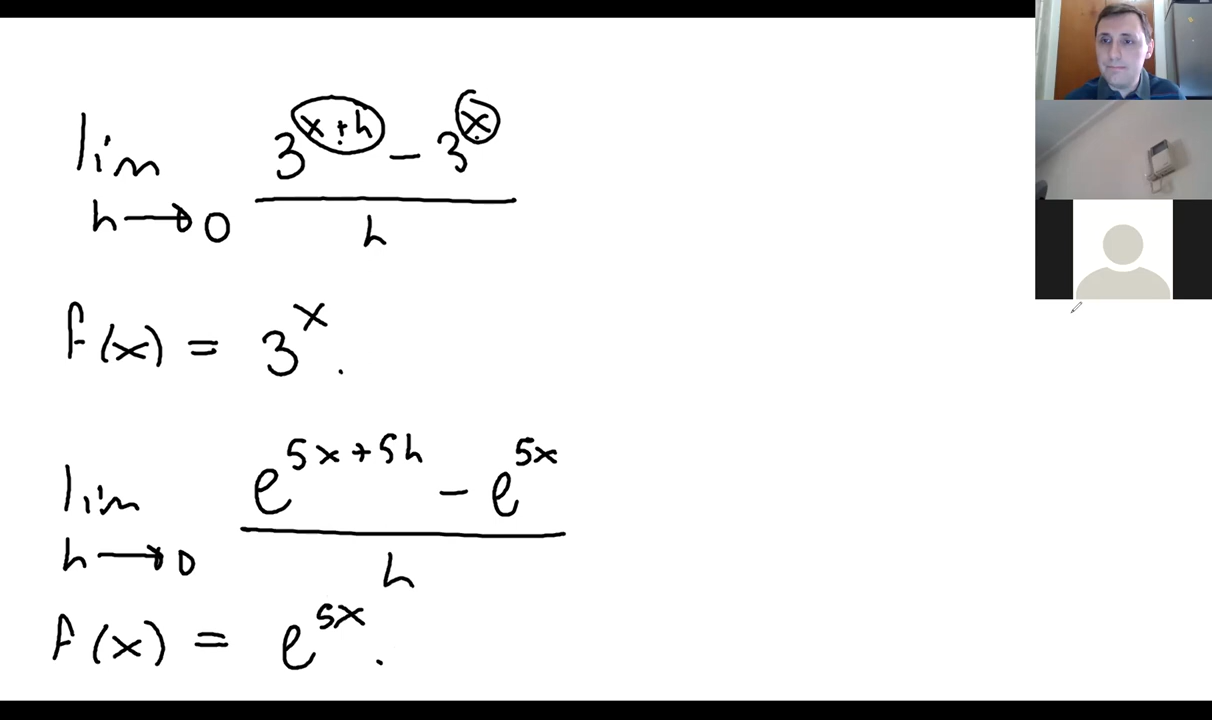 lim h→0 (3^(x+h) − 3^x) / h
f(x) = 3^x.
lim h→0 (e^(5x+5h) − e^(5x)) / h
f(x) = e^(5x).